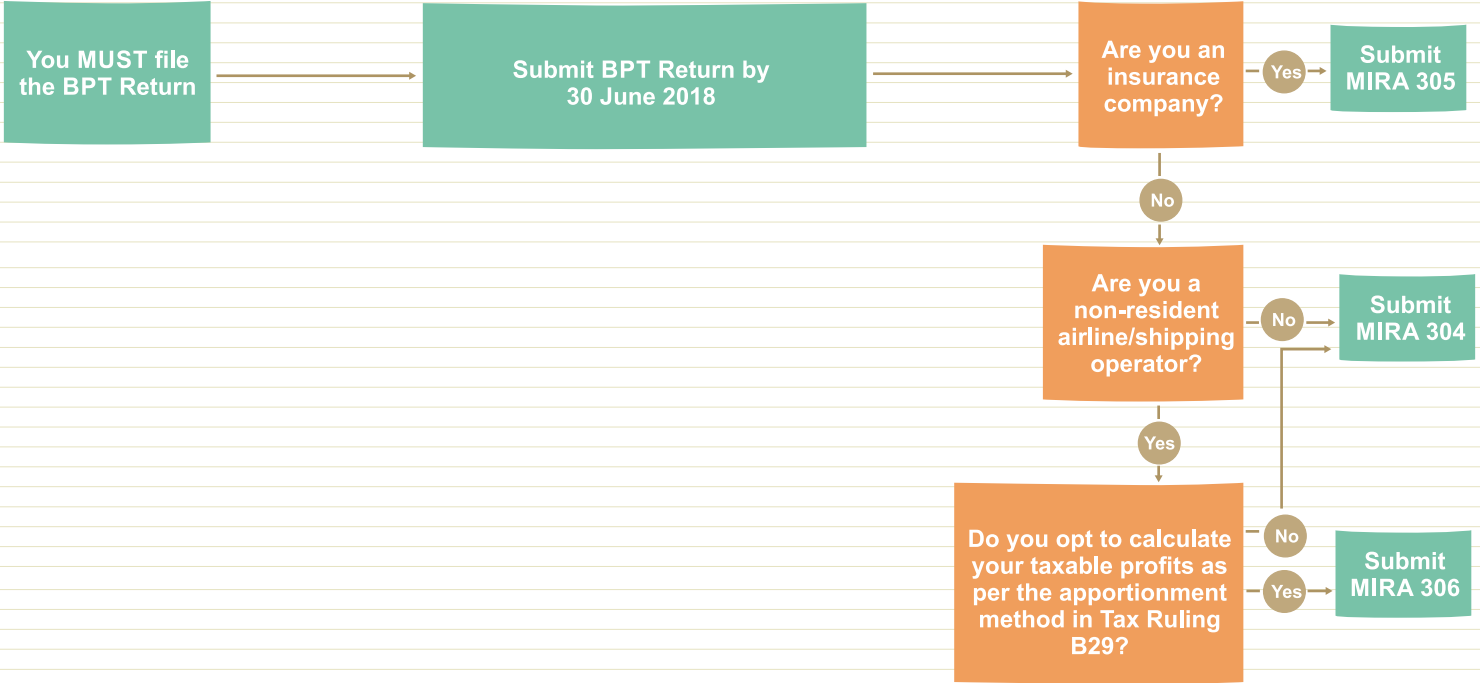 You MUST file
the BPT Return
Submit BPT Return by
30 June 2018
Are you an
insurance
company?
Yes
Submit
MIRA 305
No
Are you a
non-resident
airline/shipping
operator?
No
Submit
MIRA 304
Yes
Do you opt to calculate
your taxable profits as
per the apportionment
method in Tax Ruling
B29?
No
Yes
Submit
MIRA 306